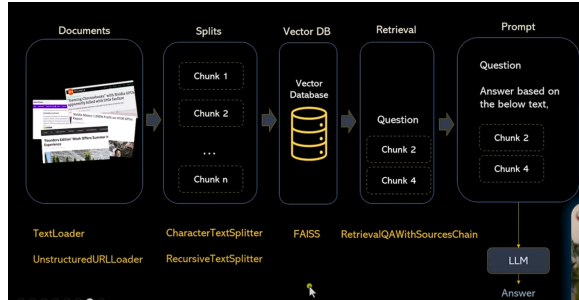 Documents
Splits
Vector DB
Retrieval
Prompt
Chunk 1
Chunk 2
...
Chunk n
Vector
Database
Question
Chunk 2
Chunk 4
Question
Answer based on
the below text,
Chunk 2
Chunk 4
TextLoader
UnstructuredURLLoader
CharacterTextSplitter
RecursiveTextSplitter
FAISS
RetrievalQAWithSourcesChain
LLM
Answer